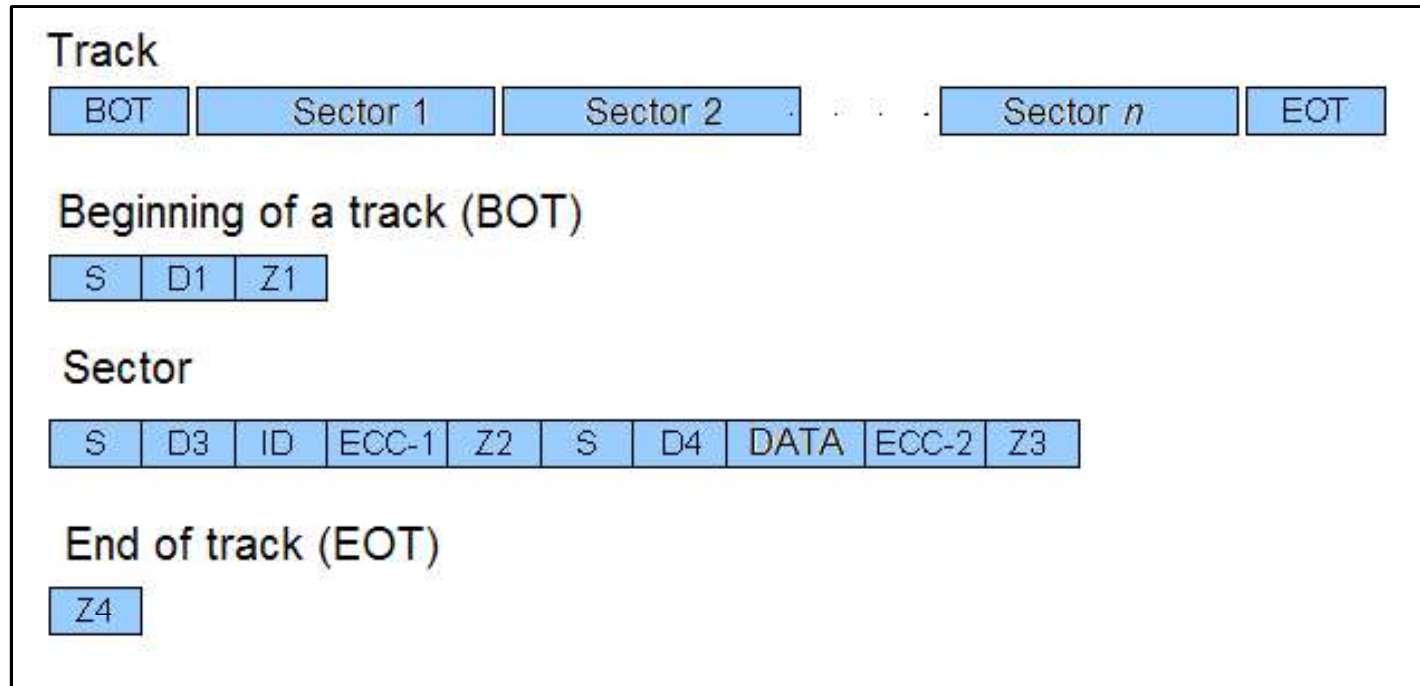 Track
BOT Sector 1 Sector 2 . . . . Sector n EOT
Beginning of a track (BOT)
S D1 Z1
Sector
S D3 ID ECC-1 Z2 S D4 DATA ECC-2 Z3
End of track (EOT)
Z4